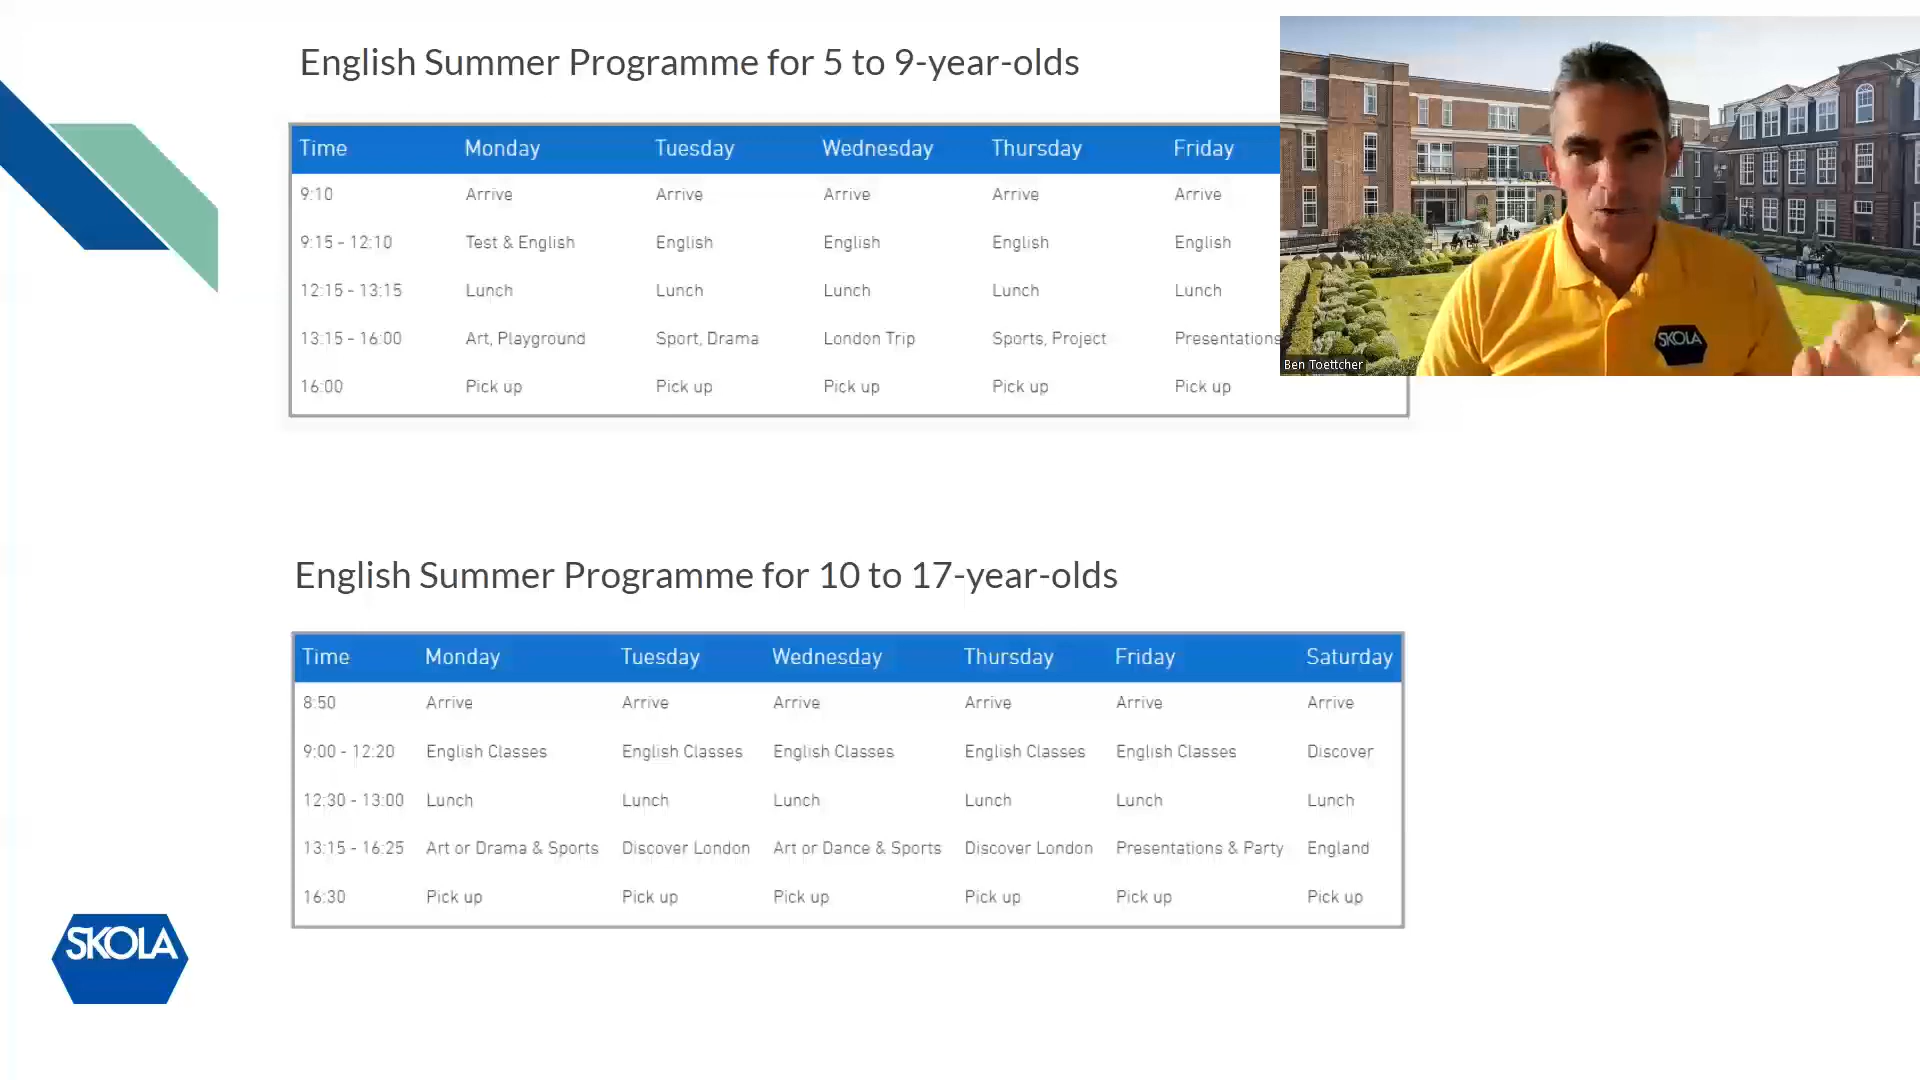 English Summer Programme for 5 to 9-year-olds
Time Monday Tuesday Wednesday Thursday Friday
9:10 Arrive Arrive Arrive Arrive Arrive
9:15 - 12:10 Test & English English English English English
12:15 - 13:15 Lunch Lunch Lunch Lunch Lunch
13:15 - 16:00 Art, Playground Sport, Drama London Trip Sports, Project Presentations
16:00 Pick up Pick up Pick up Pick up Pick up
SKOLA
Ben Toettcher
English Summer Programme for 10 to 17-year-olds
Time Monday Tuesday Wednesday Thursday Friday Saturday
8:50 Arrive Arrive Arrive Arrive Arrive Arrive
9:00 - 12:20 English Classes English Classes English Classes English Classes English Classes Discover
12:30 - 13:00 Lunch Lunch Lunch Lunch Lunch Lunch
13:15 - 16:25 Art or Drama & Sports Discover London Art or Dance & Sports Discover London Presentations & Party England
16:30 Pick up Pick up Pick up Pick up Pick up Pick up
SKOLA